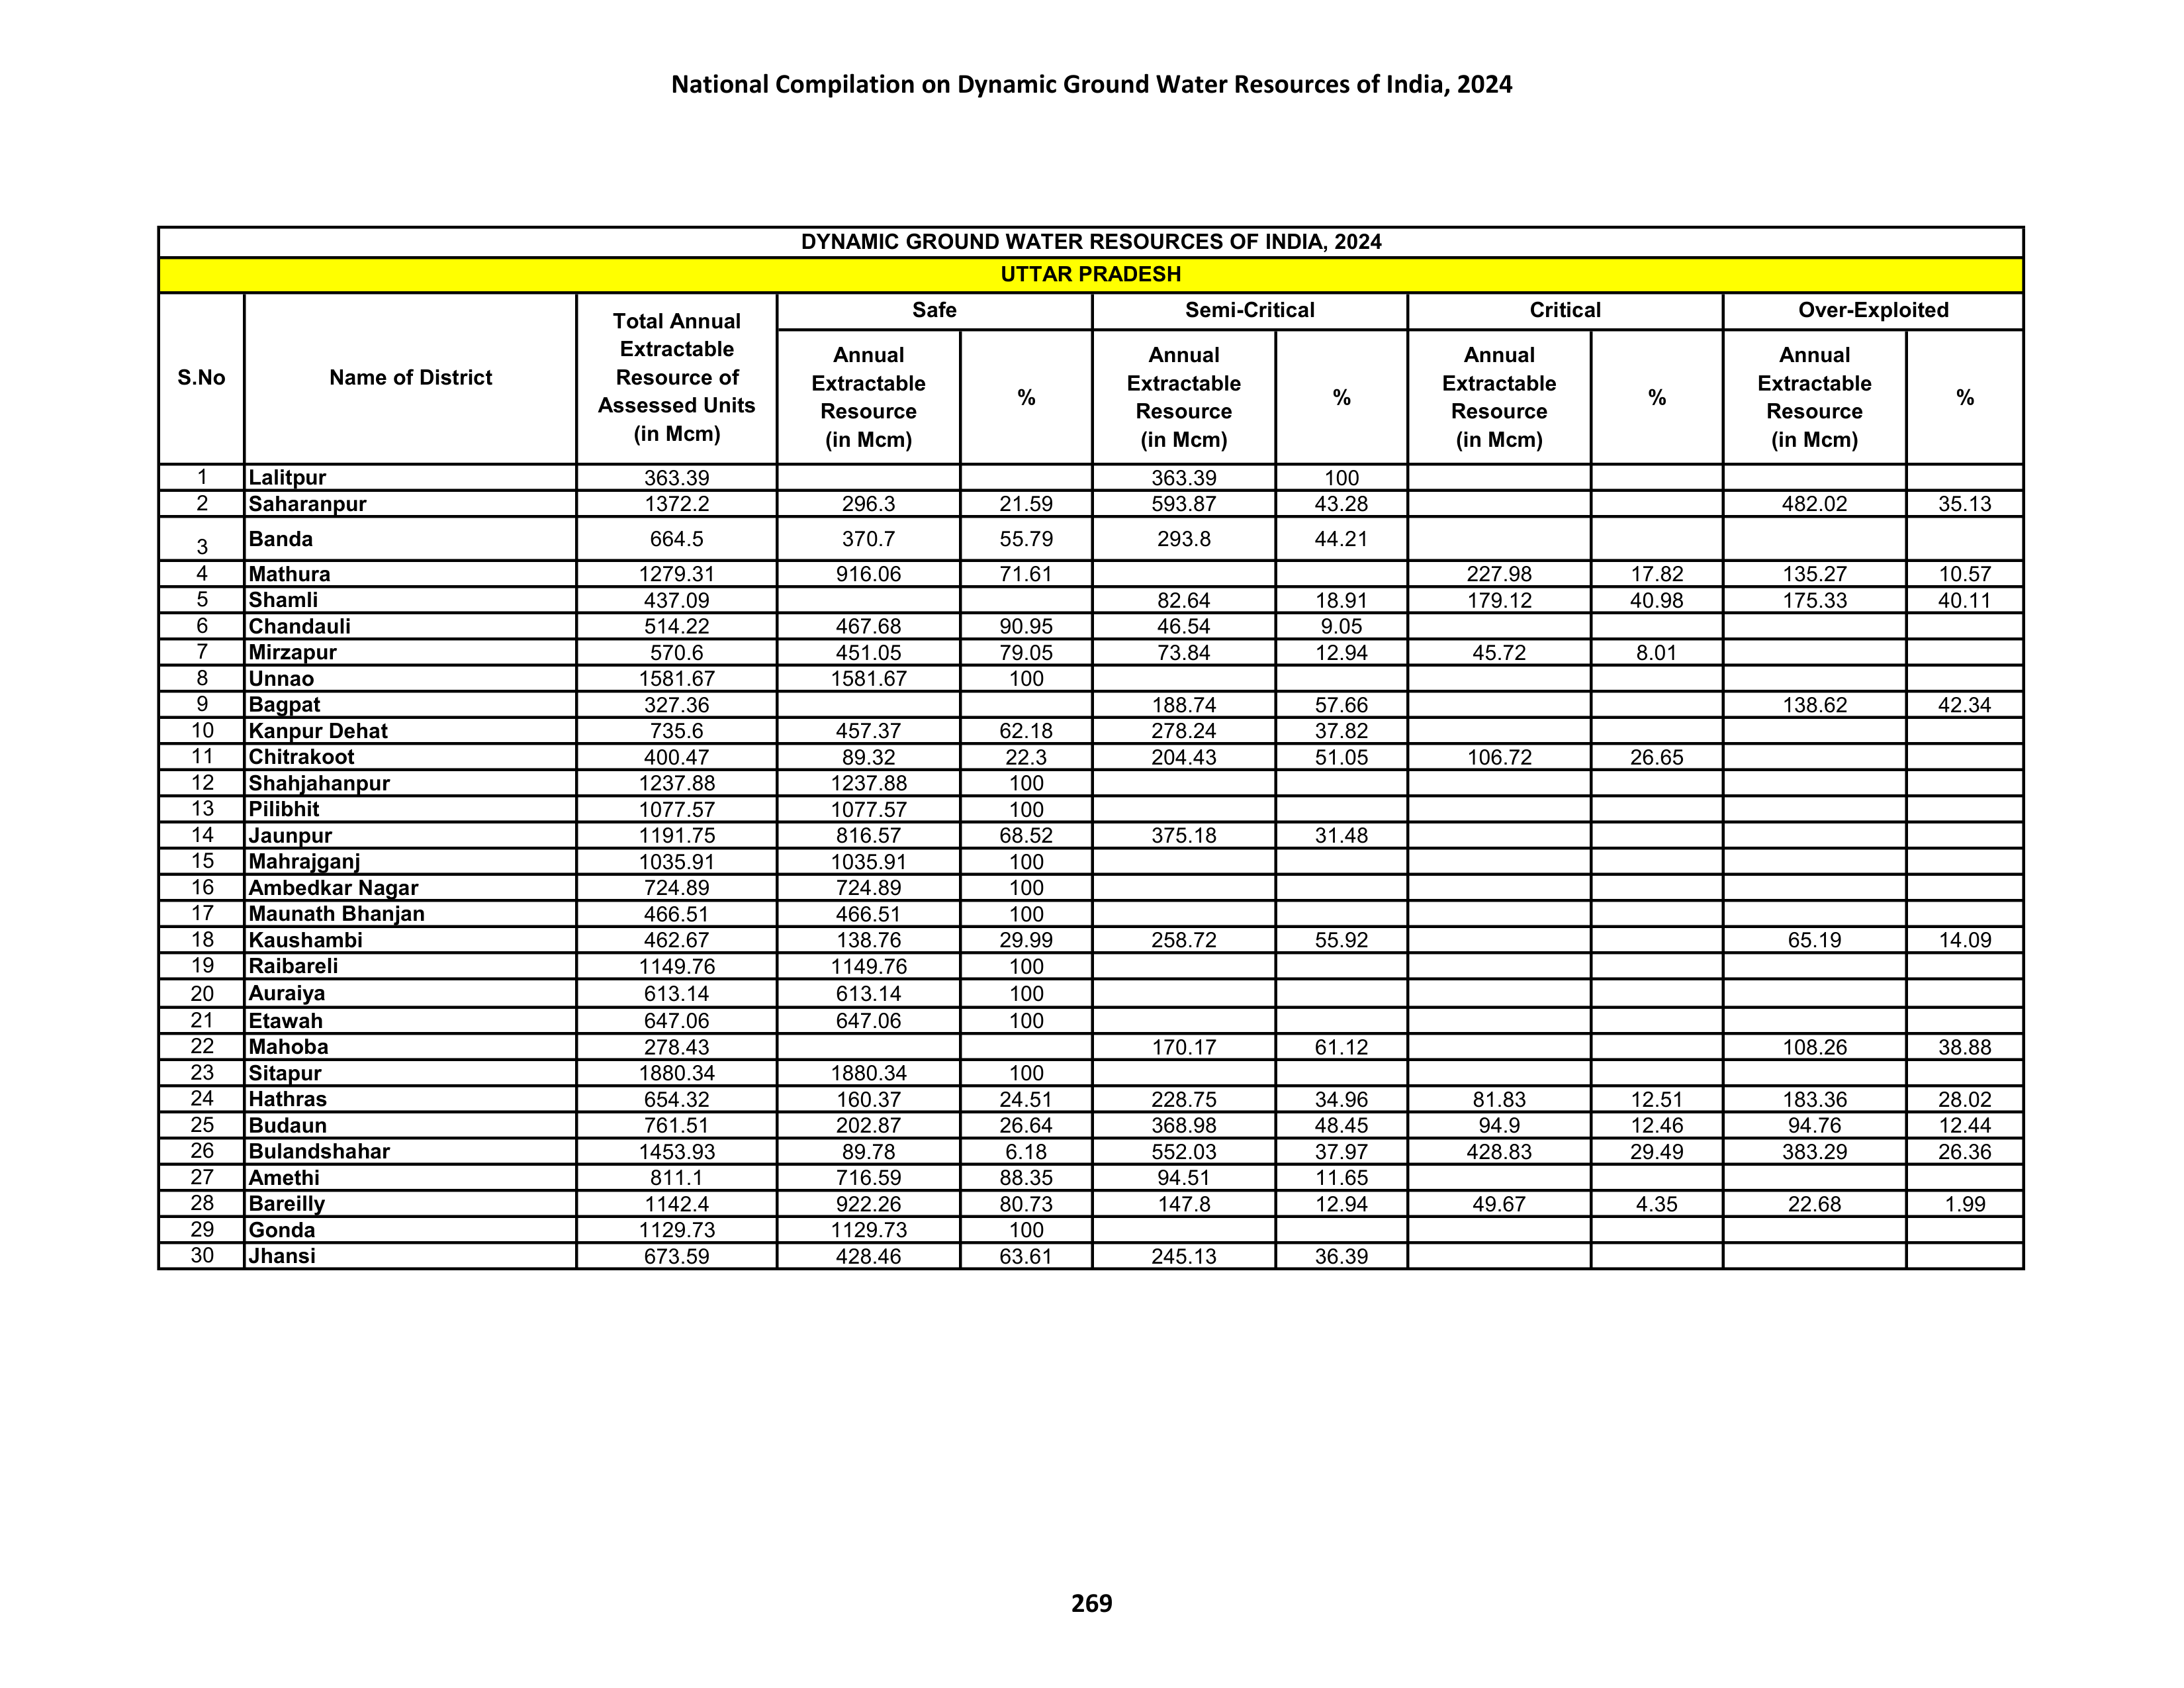 National Compilation on Dynamic Ground Water Resources of India, 2024
DYNAMIC GROUND WATER RESOURCES OF INDIA, 2024
UTTAR PRADESH
S.No Name of District Total Annual Extractable Resource of Assessed Units (in Mcm) Safe Semi-Critical Critical Over-Exploited
Annual Extractable Resource (in Mcm) % Annual Extractable Resource (in Mcm) % Annual Extractable Resource (in Mcm) % Annual Extractable Resource (in Mcm) %
1 Lalitpur 363.39 363.39 100
2 Saharanpur 1372.2 296.3 21.59 593.87 43.28 482.02 35.13
3 Banda 664.5 370.7 55.79 293.8 44.21
4 Mathura 1279.31 916.06 71.61 227.98 17.82 135.27 10.57
5 Shamli 437.09 82.64 18.91 179.12 40.98 175.33 40.11
6 Chandauli 514.22 467.68 90.95 46.54 9.05
7 Mirzapur 570.6 451.05 79.05 73.84 12.94 45.72 8.01
8 Unnao 1581.67 1581.67 100
9 Bagpat 327.36 188.74 57.66 138.62 42.34
10 Kanpur Dehat 735.6 457.37 62.18 278.24 37.82
11 Chitrakoot 400.47 89.32 22.3 204.43 51.05 106.72 26.65
12 Shahjahanpur 1237.88 1237.88 100
13 Pilibhit 1077.57 1077.57 100
14 Jaunpur 1191.75 816.57 68.52 375.18 31.48
15 Mahrajganj 1035.91 1035.91 100
16 Ambedkar Nagar 724.89 724.89 100
17 Maunath Bhanjan 466.51 466.51 100
18 Kaushambi 462.67 138.76 29.99 258.72 55.92 65.19 14.09
19 Raibareli 1149.76 1149.76 100
20 Auraiya 613.14 613.14 100
21 Etawah 647.06 647.06 100
22 Mahoba 278.43 170.17 61.12 108.26 38.88
23 Sitapur 1880.34 1880.34 100
24 Hathras 654.32 160.37 24.51 228.75 34.96 81.83 12.51 183.36 28.02
25 Budaun 761.51 202.87 26.64 368.98 48.45 94.9 12.46 94.76 12.44
26 Bulandshahar 1453.93 89.78 6.18 552.03 37.97 428.83 29.49 383.29 26.36
27 Amethi 811.1 716.59 88.35 94.51 11.65
28 Bareilly 1142.4 922.26 80.73 147.8 12.94 49.67 4.35 22.68 1.99
29 Gonda 1129.73 1129.73 100
30 Jhansi 673.59 428.46 63.61 245.13 36.39
269